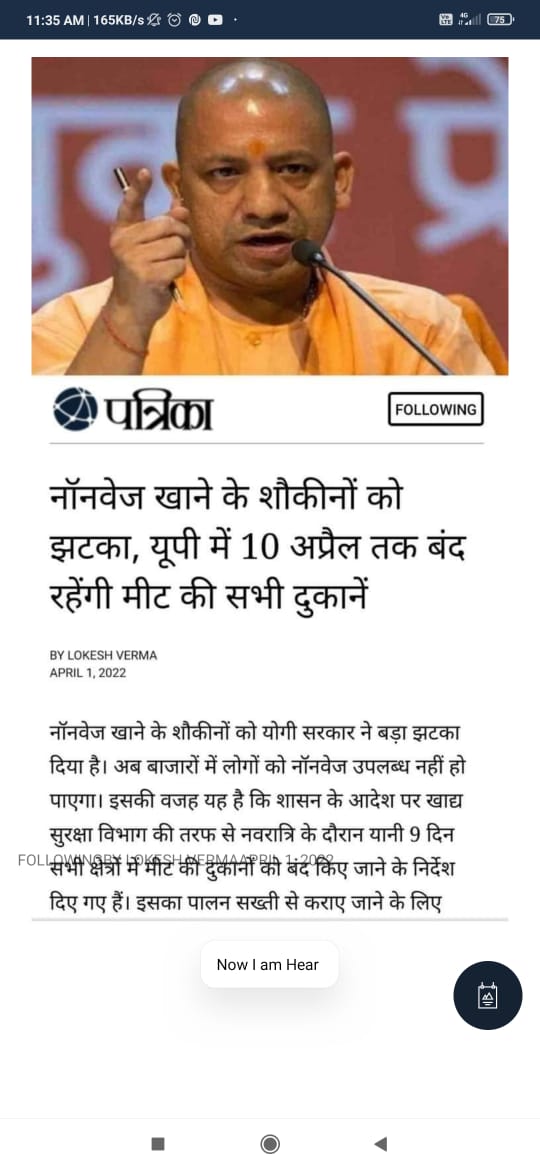 11:35 AM | 165KB/s
4G
75
पत्रिका
FOLLOWING
नॉनवेज खाने के शौकीनों को
झटका, यूपी में 10 अप्रैल तक बंद
रहेंगी मीट की सभी दुकानें
BY LOKESH VERMA
APRIL 1, 2022
नॉनवेज खाने के शौकीनों को योगी सरकार ने बड़ा झटका
दिया है। अब बाजारों में लोगों को नॉनवेज उपलब्ध नहीं हो
पाएगा। इसकी वजह यह है कि शासन के आदेश पर खाद्य
सुरक्षा विभाग की तरफ से नवरात्रि के दौरान यानी 9 दिन
FOLLOWINGBY LOKESH VERMAAPRIL 1, 2022
सभी क्षेत्रों में मीट की दुकानों को बंद किए जाने के निर्देश
दिए गए हैं। इसका पालन सख्ती से कराए जाने के लिए
Now I am Hear